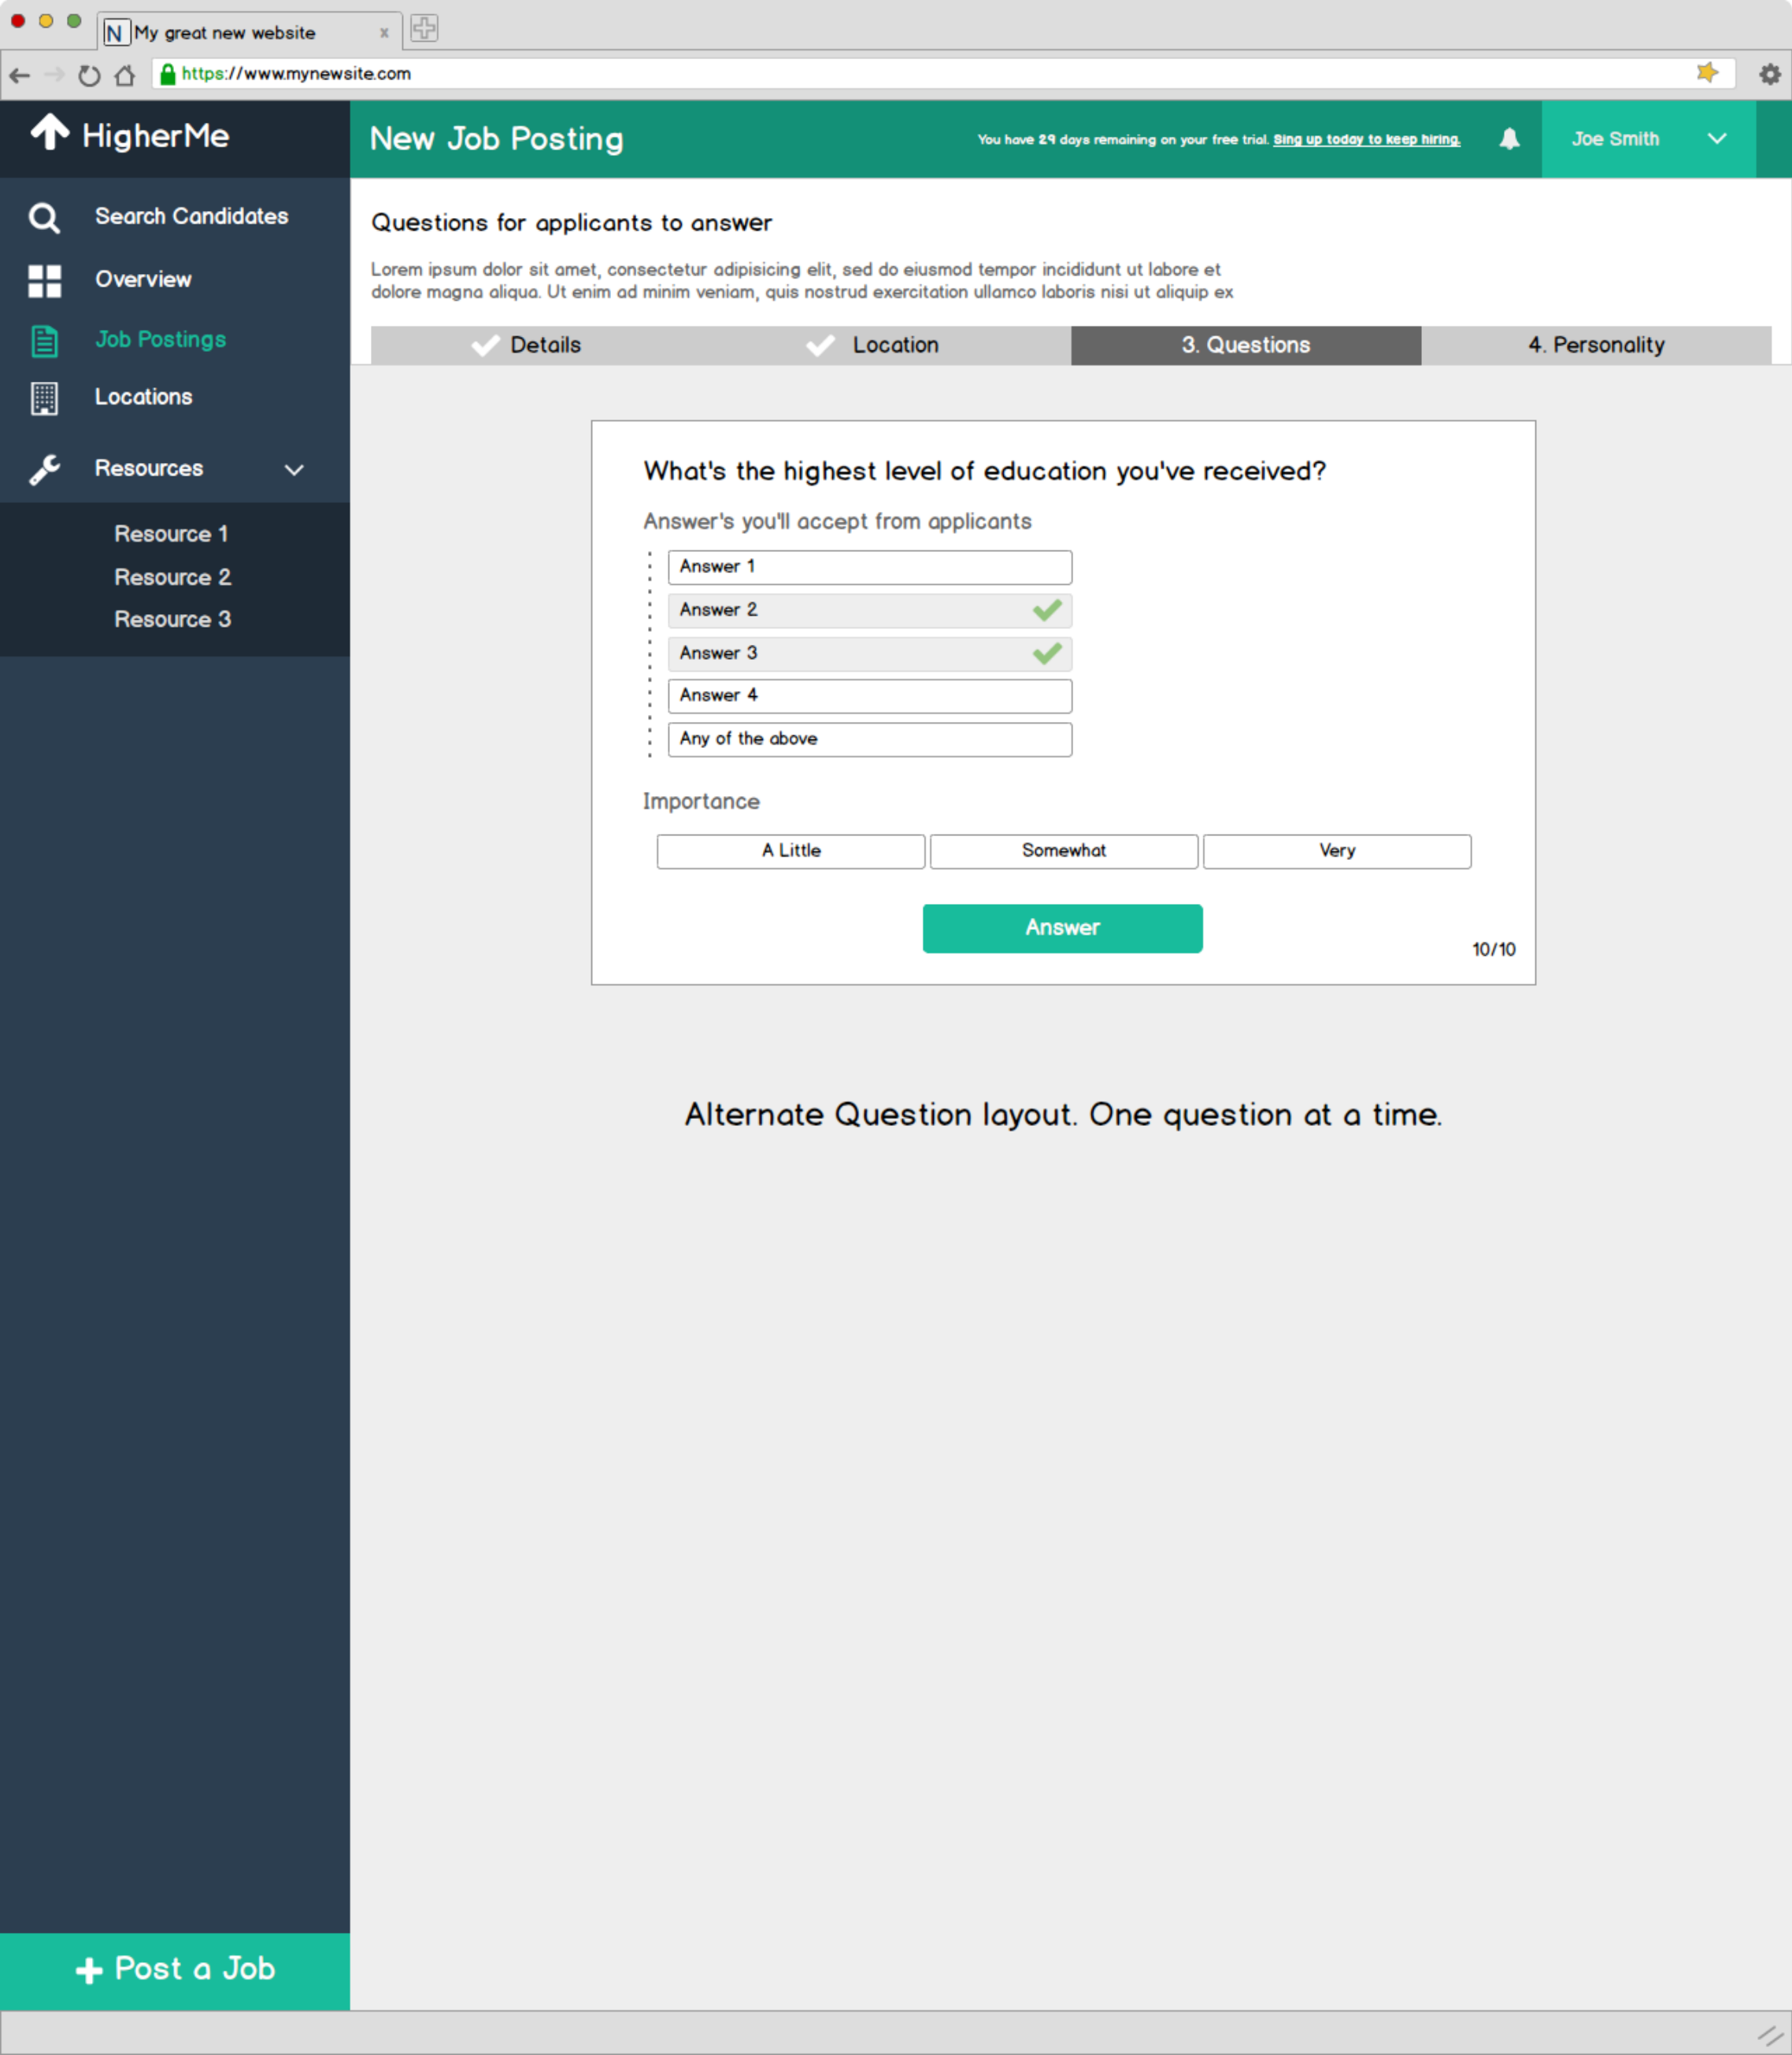 N My great new website x
https://www.mynewsite.com
HigherMe
New Job Posting
You have 29 days remaining on your free trial. Sing up today to keep hiring.
Joe Smith
Search Candidates
Overview
Job Postings
Locations
Resources
Resource 1
Resource 2
Resource 3
Questions for applicants to answer
Lorem ipsum dolor sit amet, consectetur adipisicing elit, sed do eiusmod tempor incididunt ut labore et
dolore magna aliqua. Ut enim ad minim veniam, quis nostrud exercitation ullamco laboris nisi ut aliquip ex
Details
Location
3. Questions
4. Personality
What's the highest level of education you've received?
Answer's you'll accept from applicants
Answer 1
Answer 2
Answer 3
Answer 4
Any of the above
Importance
A Little
Somewhat
Very
Answer
10/10
Alternate Question layout. One question at a time.
Post a Job